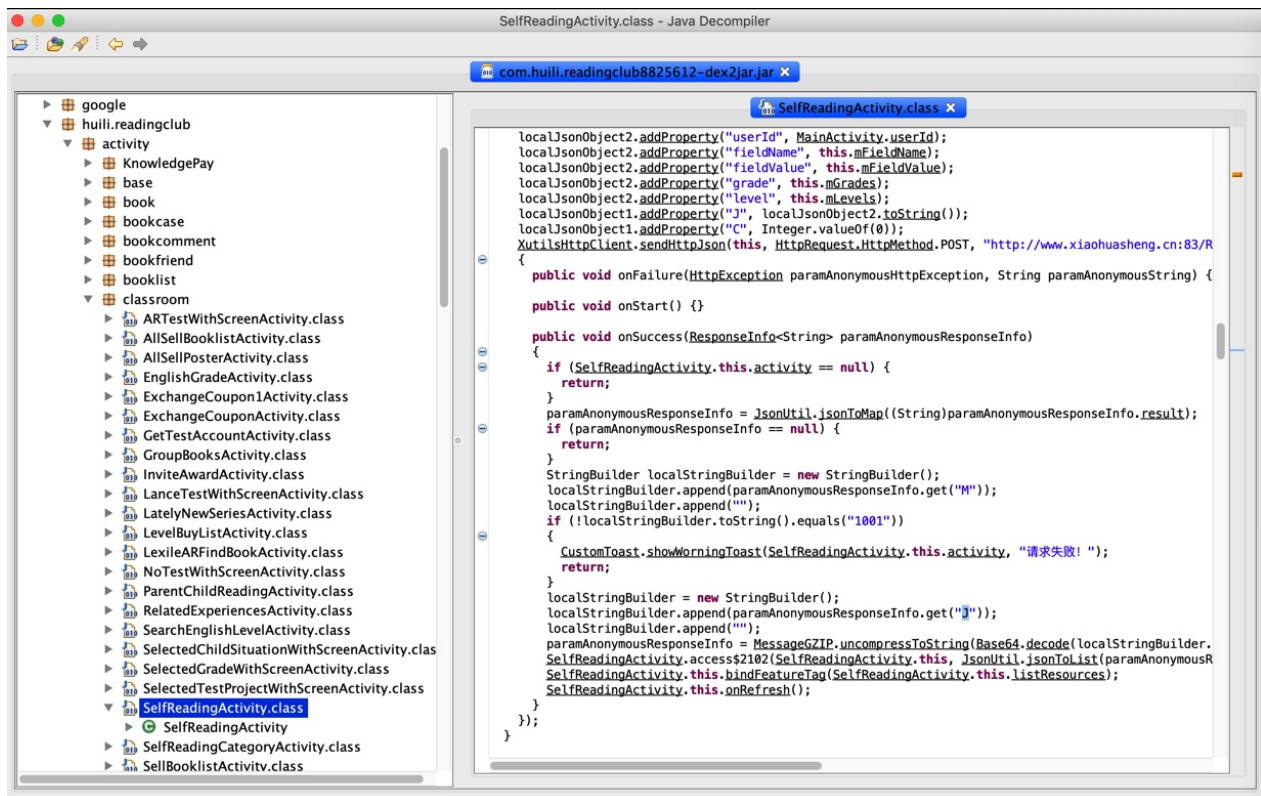 SelfReadingActivity.class - Java Decompiler
com.huili.readingclub8825612-dex2jar.jar
google
huili.readingclub
activity
KnowledgePay
base
book
bookcase
bookcomment
bookfriend
booklist
classroom
ARTestWithScreenActivity.class
AllSellBooklistActivity.class
AllSellPosterActivity.class
EnglishGradeActivity.class
ExchangeCoupon1Activity.class
ExchangeCouponActivity.class
GetTestAccountActivity.class
GroupBooksActivity.class
InviteAwardActivity.class
LanceTestWithScreenActivity.class
LatelyNewSeriesActivity.class
LevelBuyListActivity.class
LexileARFindBookActivity.class
NoTestWithScreenActivity.class
ParentChildReadingActivity.class
RelatedExperiencesActivity.class
SearchEnglishLevelActivity.class
SelectedChildSituationWithScreenActivity.clas
SelectedGradeWithScreenActivity.class
SelectedTestProjectWithScreenActivity.class
SelfReadingActivity.class
SelfReadingActivity
SelfReadingCategoryActivity.class
SellBooklistActivity.class
SelfReadingActivity.class
localJsonObject2.addProperty("userId", MainActivity.userId);
localJsonObject2.addProperty("fieldName", this.mFieldName);
localJsonObject2.addProperty("fieldValue", this.mFieldValue);
localJsonObject2.addProperty("grade", this.mGrades);
localJsonObject2.addProperty("level", this.mLevels);
localJsonObject1.addProperty("J", localJsonObject2.toString());
localJsonObject1.addProperty("C", Integer.valueOf(0));
XutilsHttpClient.sendHttpJson(this, HttpRequest.HttpMethod.POST, "http://www.xiaohuasheng.cn:83/R
{
public void onFailure(HttpException paramAnonymousHttpException, String paramAnonymousString) {
public void onStart() {}
public void onSuccess(ResponseInfo<String> paramAnonymousResponseInfo)
{
if (SelfReadingActivity.this.activity == null) {
return;
}
paramAnonymousResponseInfo = JsonUtil.jsonToMap((String)paramAnonymousResponseInfo.result);
if (paramAnonymousResponseInfo == null) {
return;
}
StringBuilder localStringBuilder = new StringBuilder();
localStringBuilder.append(paramAnonymousResponseInfo.get("M"));
localStringBuilder.append("");
if (!localStringBuilder.toString().equals("1001"))
{
CustomToast.showWorningToast(SelfReadingActivity.this.activity, "请求失败！");
return;
}
localStringBuilder = new StringBuilder();
localStringBuilder.append(paramAnonymousResponseInfo.get("J"));
localStringBuilder.append("");
paramAnonymousResponseInfo = MessageGZIP.uncompressToString(Base64.decode(localStringBuilder.
SelfReadingActivity.access$2102(SelfReadingActivity.this, JsonUtil.jsonToList(paramAnonymousR
SelfReadingActivity.this.bindFeatureTag(SelfReadingActivity.this.listResources);
SelfReadingActivity.this.onRefresh();
}
});
}